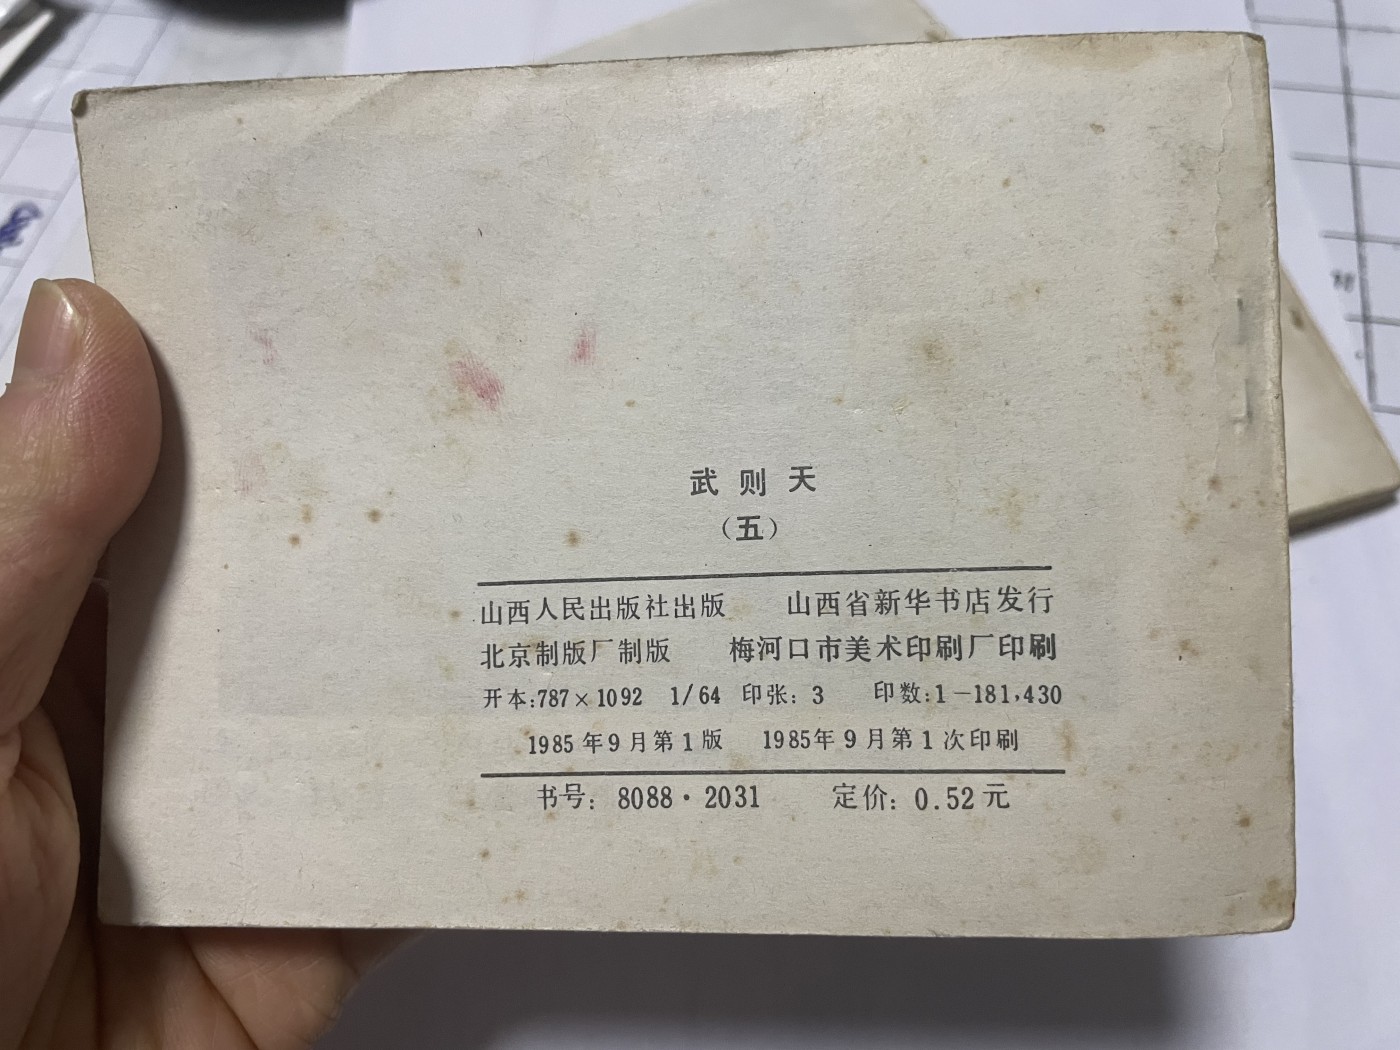 武则天
（五）
山西人民出版社出版 山西省新华书店发行
北京制版厂制版 梅河口市美术印刷厂印刷
开本:787×1092 1/64 印张：3 印数:1－181,430
1985年9月第1版 1985年9月第1次印刷
书号：8088·2031 定价：0.52元